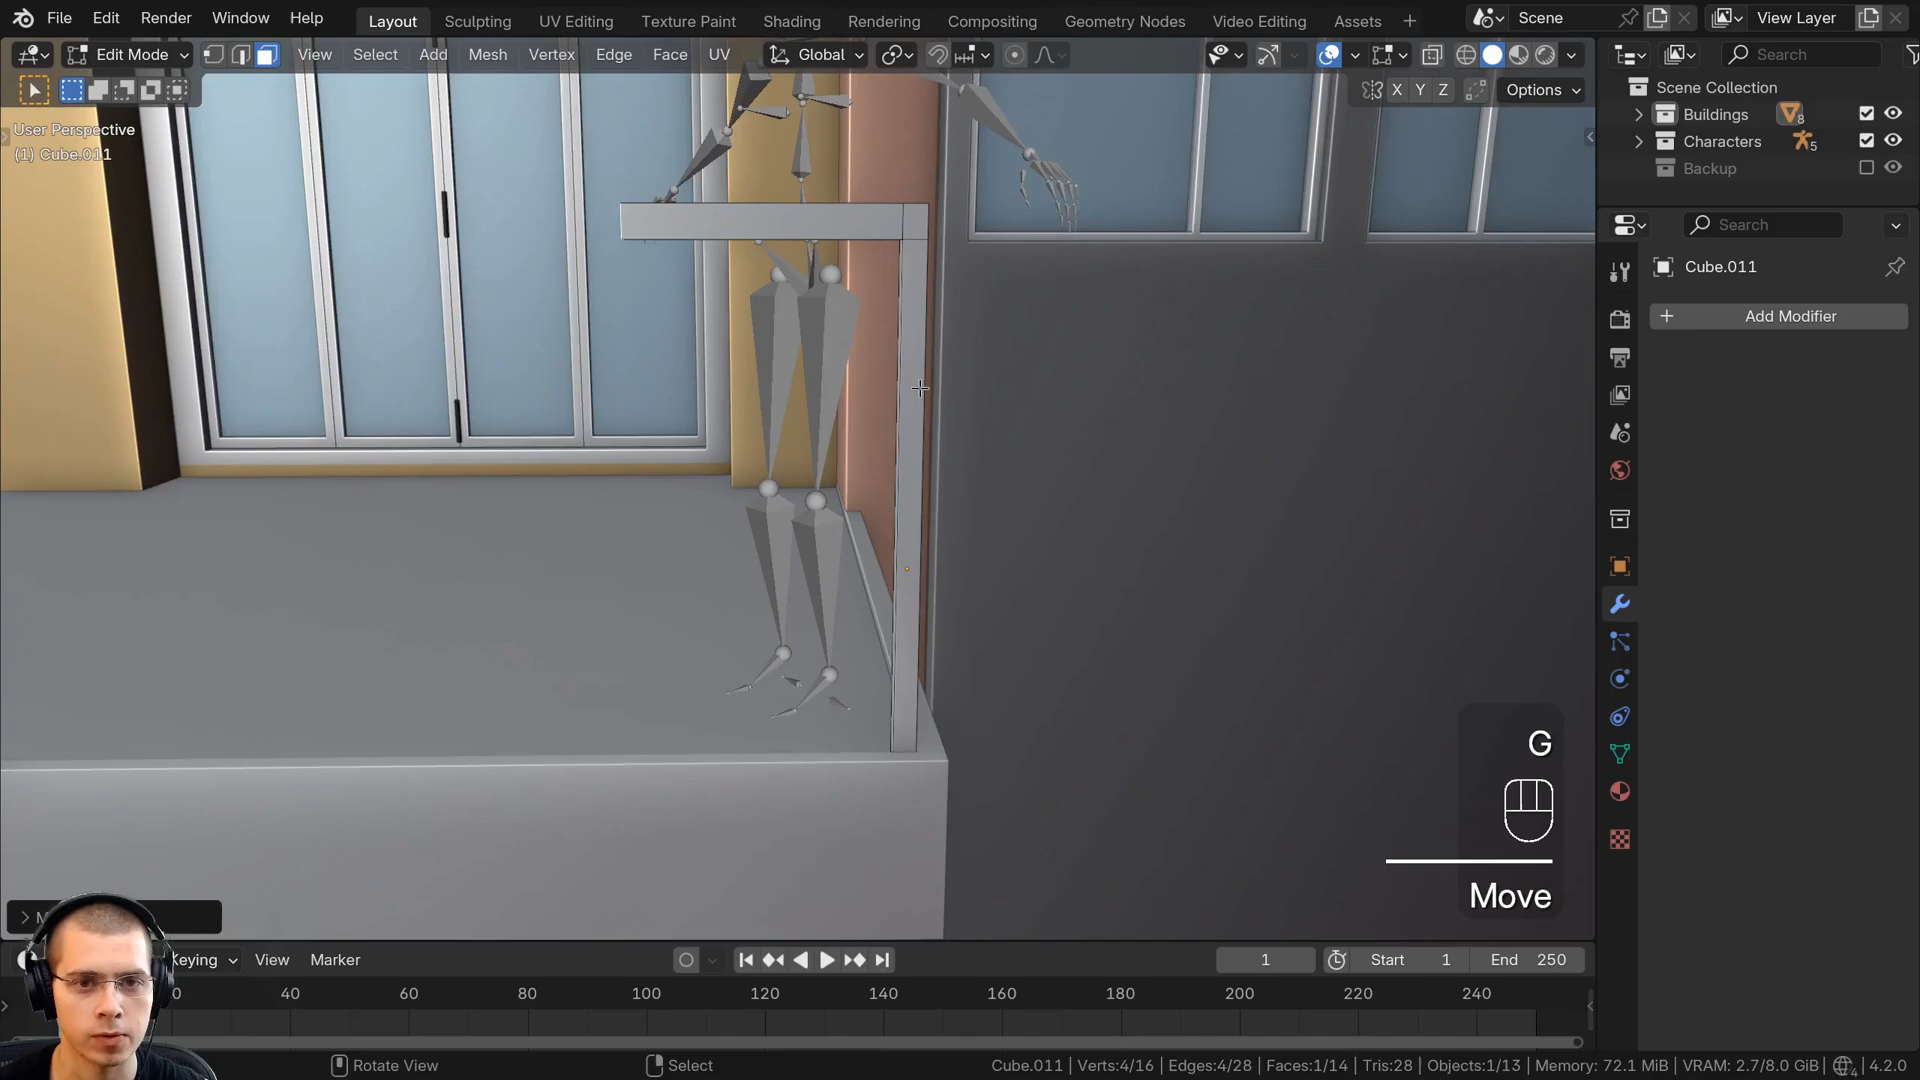 File Edit Render Window Help Layout Sculpting UV Editing Texture Paint Shading Rendering Compositing Geometry Nodes Video Editing Assets + Scene View Layer
Edit Mode View Select Add Mesh Vertex Edge Face UV Global Search
X Y Z Options
Scene Collection
Buildings 8
Characters 5
Backup
User Perspective
(1) Cube.011
Search
Cube.011
+ Add Modifier
G
Move
Keying View Marker 1 Start 1 End 250
40 60 80 100 120 140 160 180 200 220 240
Rotate View Select Cube.011 | Verts:4/16 | Edges:4/28 | Faces:1/14 | Tris:28 | Objects:1/13 | Memory: 72.1 MiB | VRAM: 2.7/8.0 GiB | 4 | 4.2.0